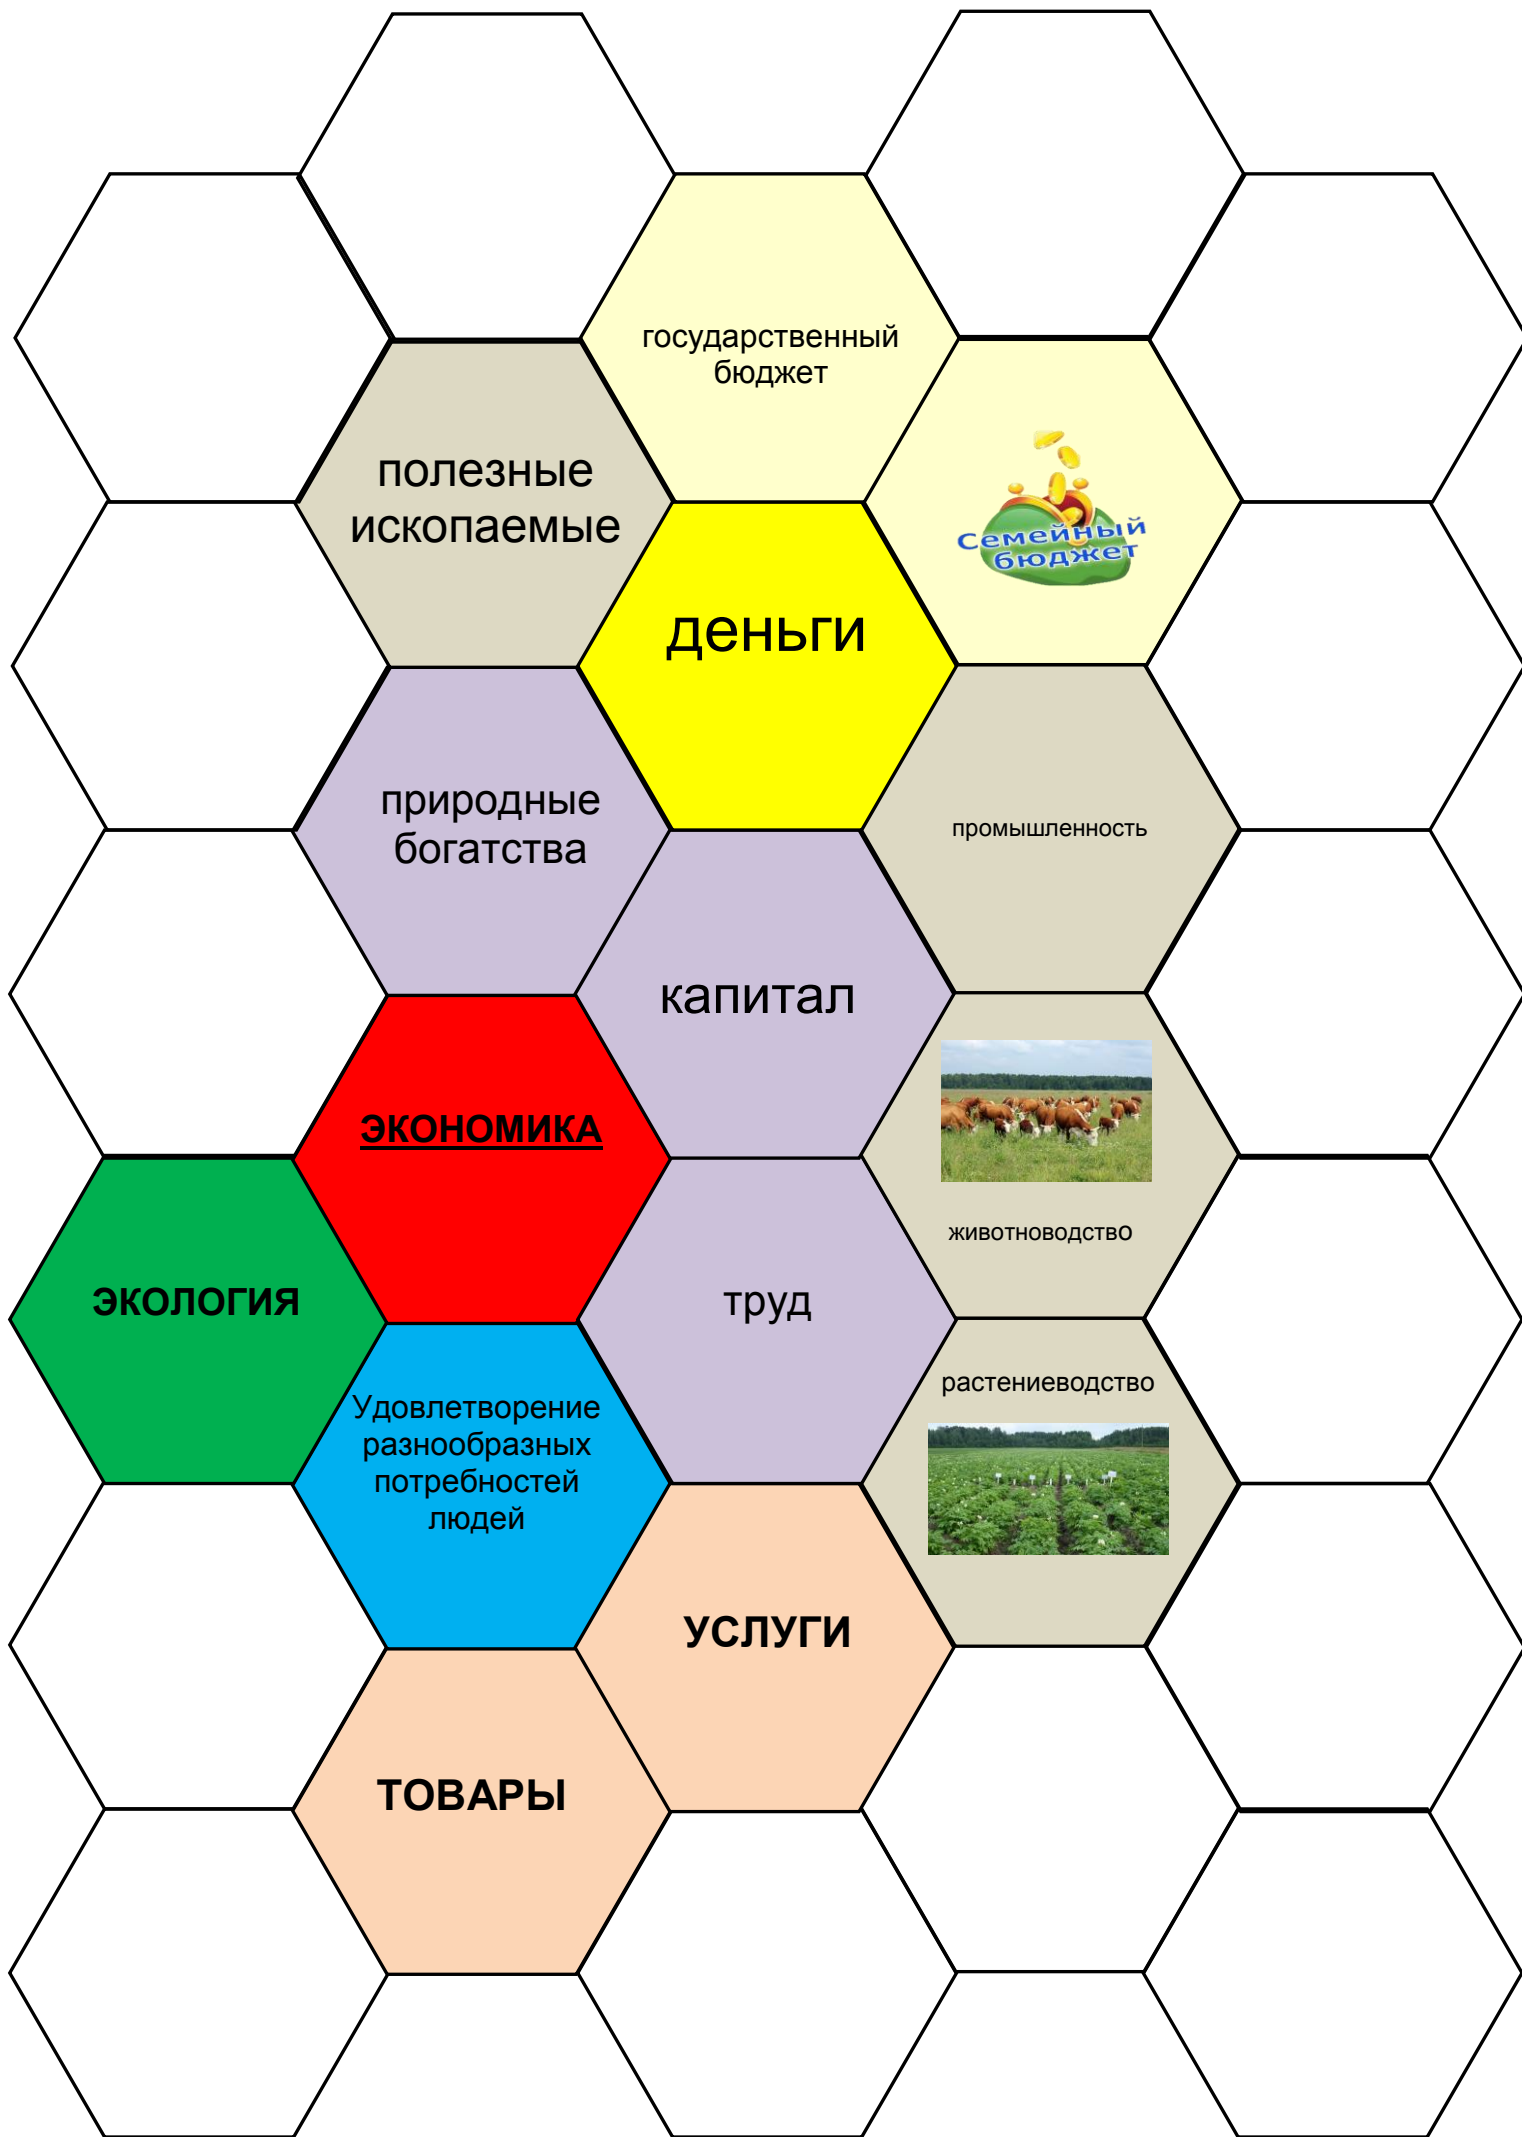 государственный
бюджет
полезные
ископаемые
Семейный
бюджет
деньги
природные
богатства
промышленность
капитал
ЭКОНОМИКА
животноводство
ЭКОЛОГИЯ
труд
растениеводство
Удовлетворение
разнообразных
потребностей
людей
УСЛУГИ
ТОВАРЫ